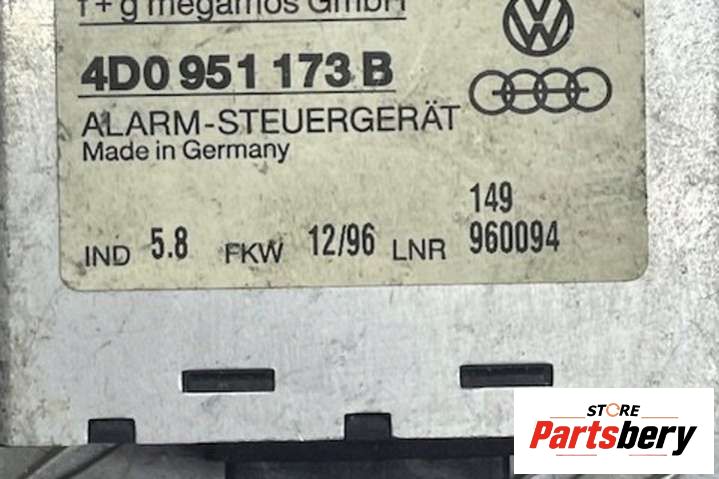 f+g megamos GmbH
4D0 951 173 B
ALARM-STEUERGERÄT
Made in Germany
149
IND 5.8 FKW 12/96 LNR 960094
STORE
Partsbery